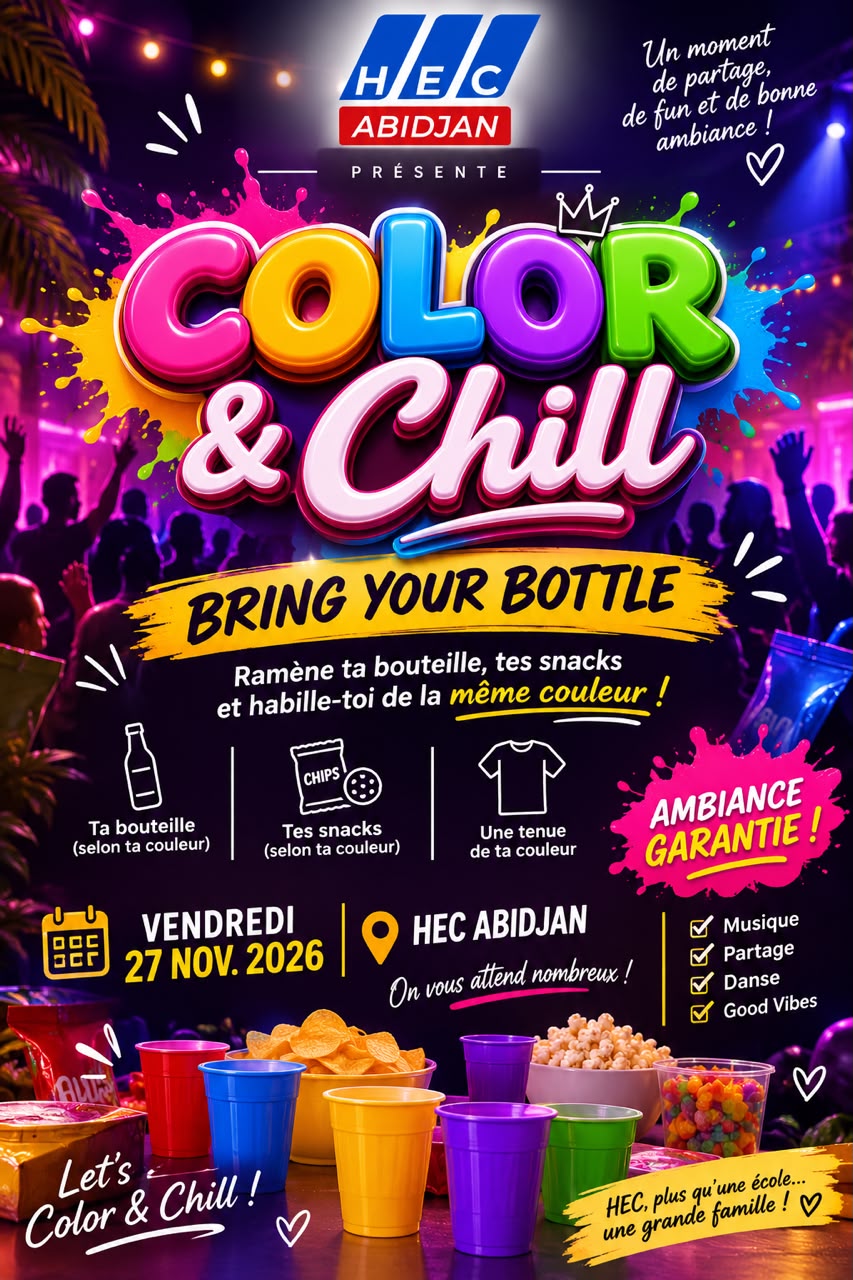 HEC
ABIDJAN
PRÉSENTE
Un moment
de partage,
de fun et de bonne
ambiance !
COLOR
& Chill
BRING YOUR BOTTLE
Ramène ta bouteille, tes snacks
et habille-toi de la même couleur !
CHIPS
Ta bouteille
(selon ta couleur)
Tes snacks
(selon ta couleur)
Une tenue
de ta couleur
AMBIANCE
GARANTIE !
VENDREDI
27 NOV. 2026
HEC ABIDJAN
On vous attend nombreux !
Musique
Partage
Danse
Good Vibes
Let's
Color & Chill !
HEC, plus qu'une école...
une grande famille !